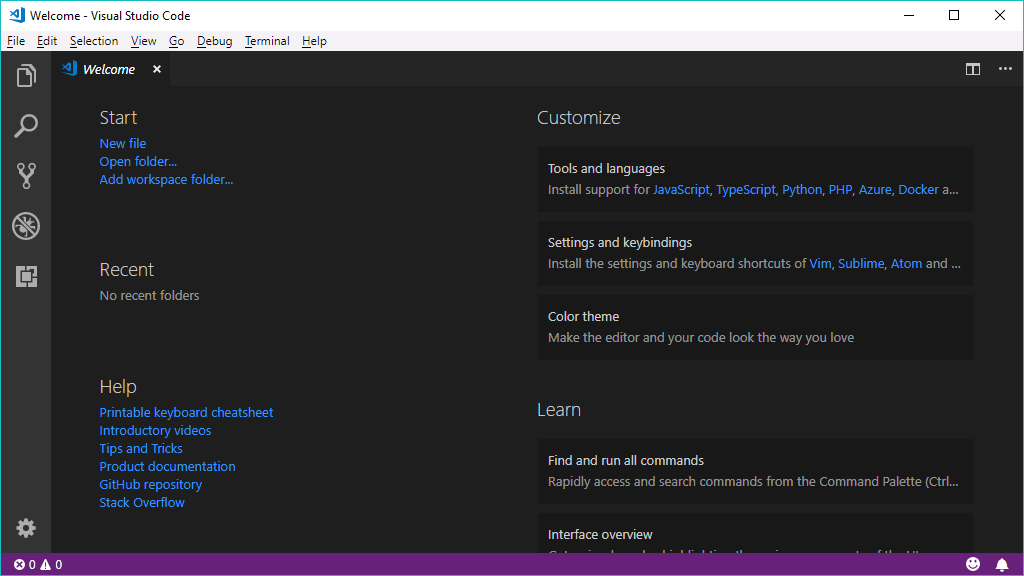 Welcome - Visual Studio Code
File Edit Selection View Go Debug Terminal Help
Welcome
Start
New file
Open folder...
Add workspace folder...
Recent
No recent folders
Help
Printable keyboard cheatsheet
Introductory videos
Tips and Tricks
Product documentation
GitHub repository
Stack Overflow
Customize
Tools and languages
Install support for JavaScript, TypeScript, Python, PHP, Azure, Docker a...
Settings and keybindings
Install the settings and keyboard shortcuts of Vim, Sublime, Atom and ...
Color theme
Make the editor and your code look the way you love
Learn
Find and run all commands
Rapidly access and search commands from the Command Palette (Ctrl...
Interface overview
0 0